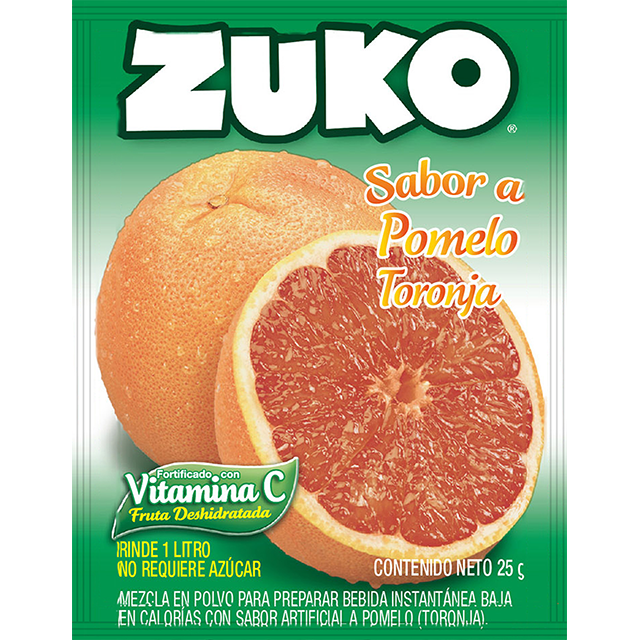 ZUKO®
Sabor a
Pomelo
Toronja
Fortificado con
Vitamina C
Fruta Deshidratada
RINDE 1 LITRO
NO REQUIERE AZÚCAR
CONTENIDO NETO 25 g
MEZCLA EN POLVO PARA PREPARAR BEBIDA INSTANTÁNEA BAJA
EN CALORÍAS CON SABOR ARTIFICIAL A POMELO (TORONJA).